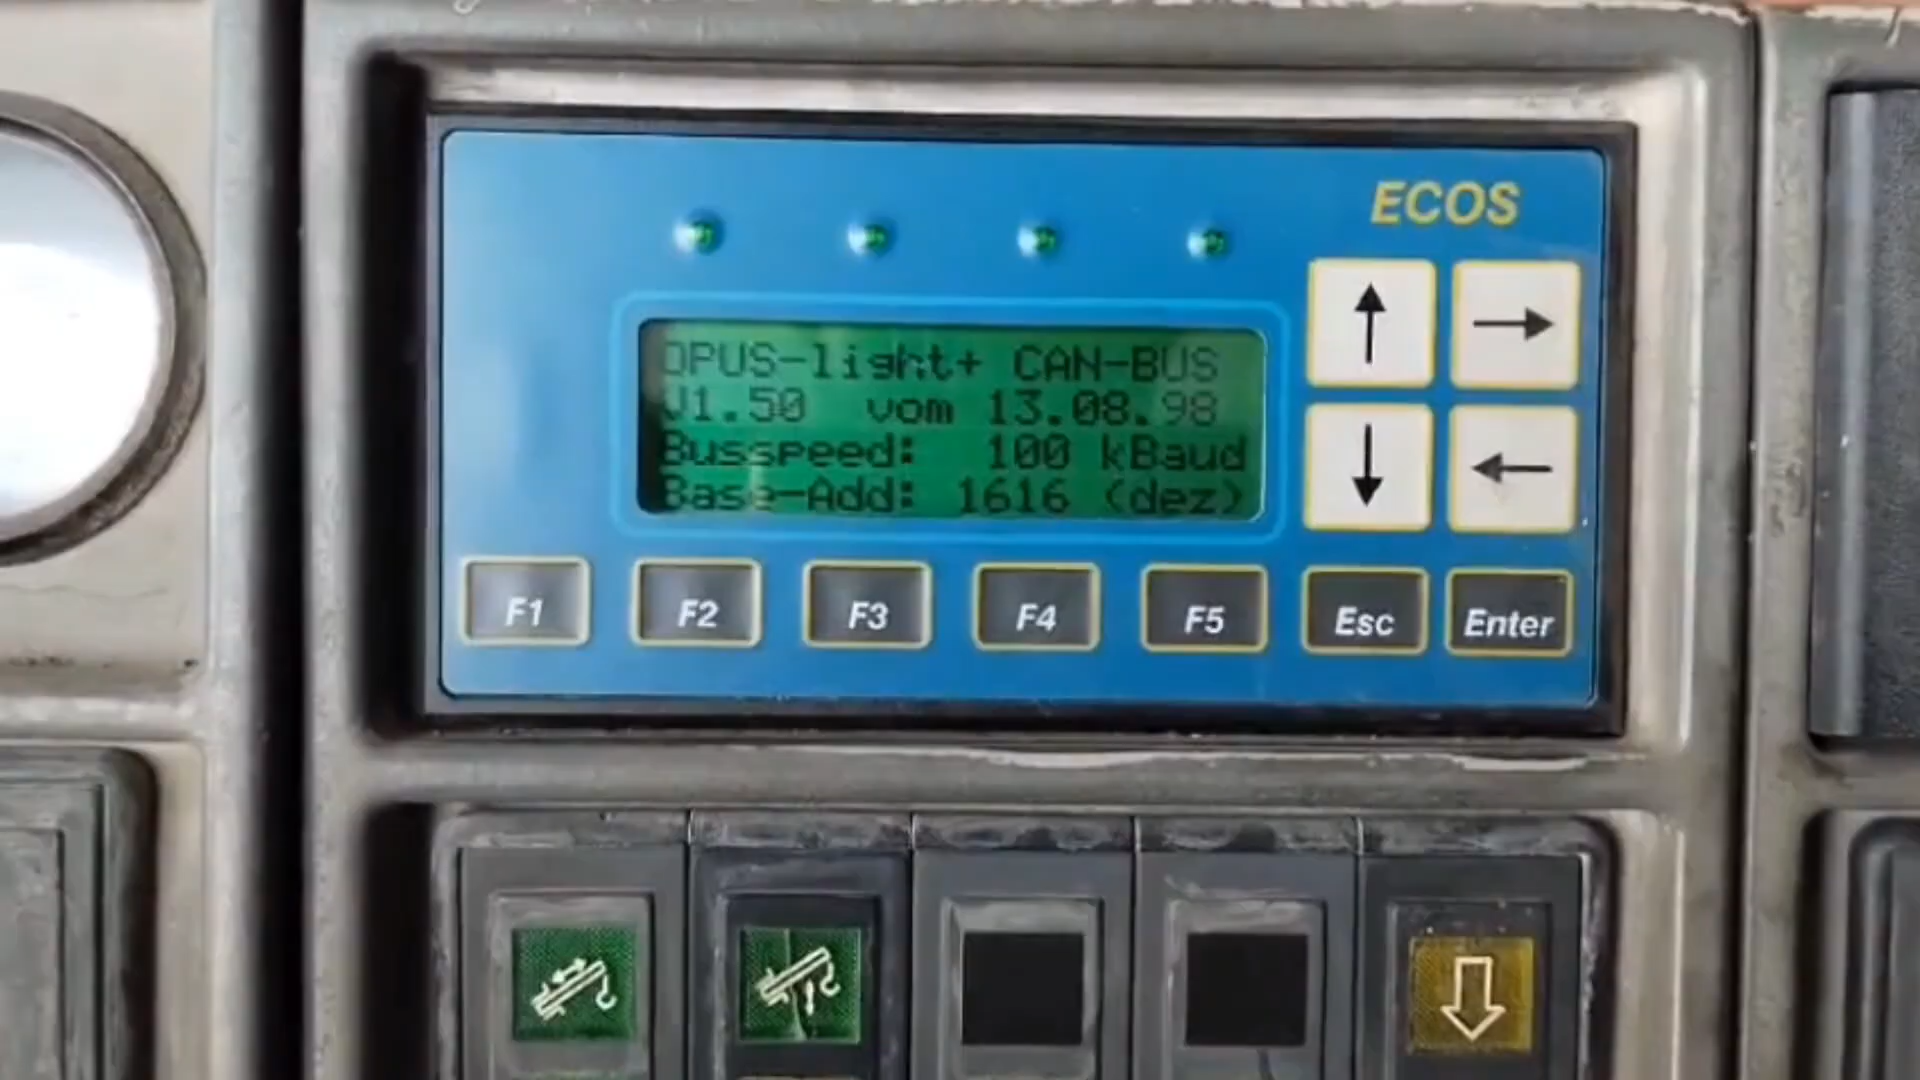 ECOS
OPUS-light+ CAN-BUS
V1.50 vom 13.08.98
Busspeed: 100 kBaud
Base-Add: 1616 (dez)
F1 F2 F3 F4 F5 Esc Enter